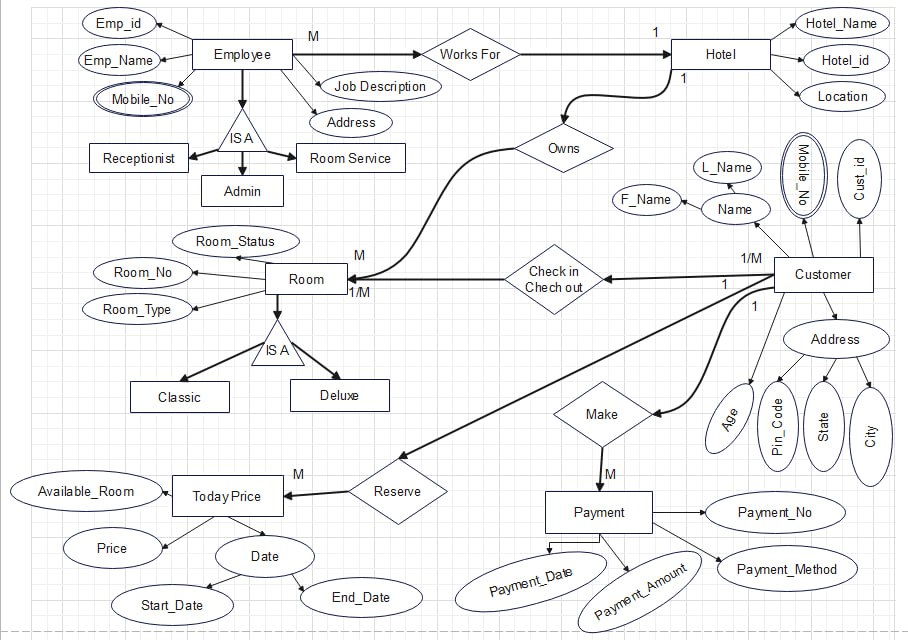 Emp_id
Hotel_Name
M
1
Employee
Works For
Hotel
Emp_Name
Hotel_id
1
Job Description
Mobile_No
Location
Address
IS A
Receptionist
Room Service
Owns
Mobile_No
Cust_id
L_Name
Admin
F_Name
Name
Room_Status
M
1/M
Room_No
Room
Check in
Chech out
Customer
1
1/M
1
Room_Type
Address
IS A
Classic
Deluxe
Make
Age
Pin_Code
State
City
M
M
Available_Room
Today Price
Reserve
Payment
Payment_No
Price
Date
Payment_Date
Payment_Amount
Payment_Method
Start_Date
End_Date